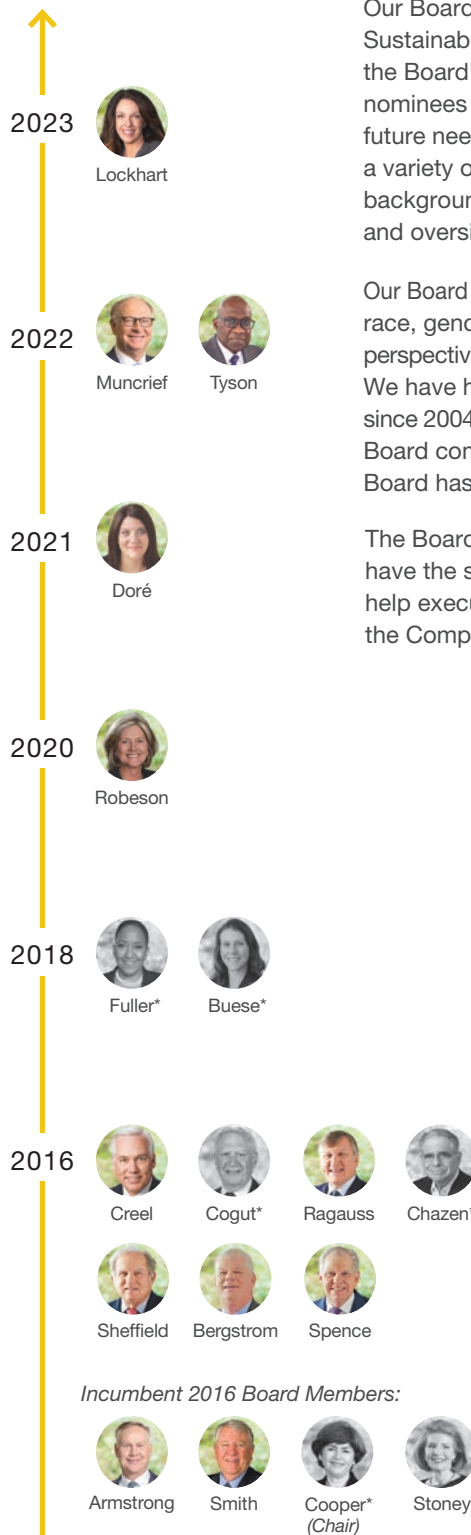 2023
Lockhart
2022
Muncrief Tyson
2021
Doré
2020
Robeson
2018
Fuller* Buese*
2016
Creel Cogut* Ragauss Chazen*
Sheffield Bergstrom Spence
Incumbent 2016 Board Members:
Armstrong Smith Cooper* Stoney
(Chair)
Our Board
Sustainab
the Board'
nominees
future nee
a variety o
backgroun
and oversi
Our Board
race, gend
perspectiv
We have h
since 2004
Board con
Board has
The Board
have the s
help execu
the Comp